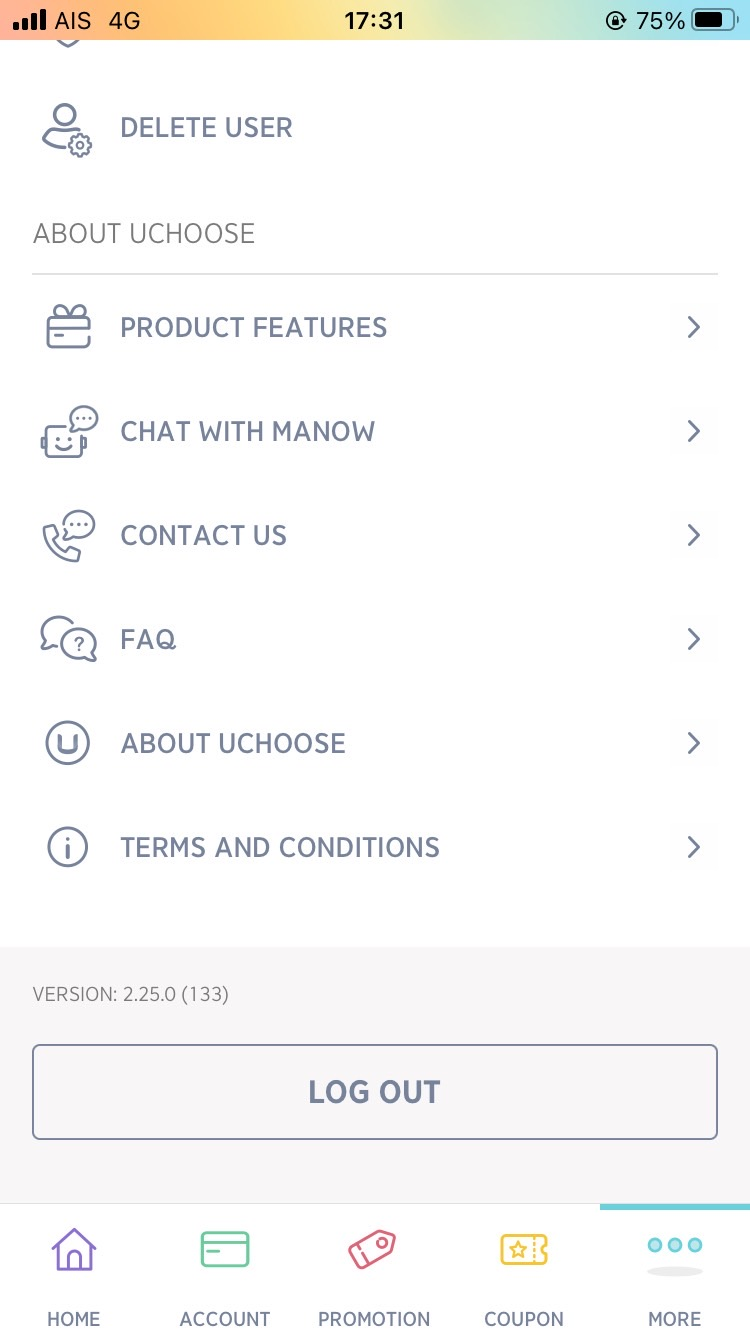 AIS 4G 17:31 75%
DELETE USER
ABOUT UCHOOSE
PRODUCT FEATURES
CHAT WITH MANOW
CONTACT US
FAQ
ABOUT UCHOOSE
TERMS AND CONDITIONS
VERSION: 2.25.0 (133)
LOG OUT
HOME ACCOUNT PROMOTION COUPON MORE